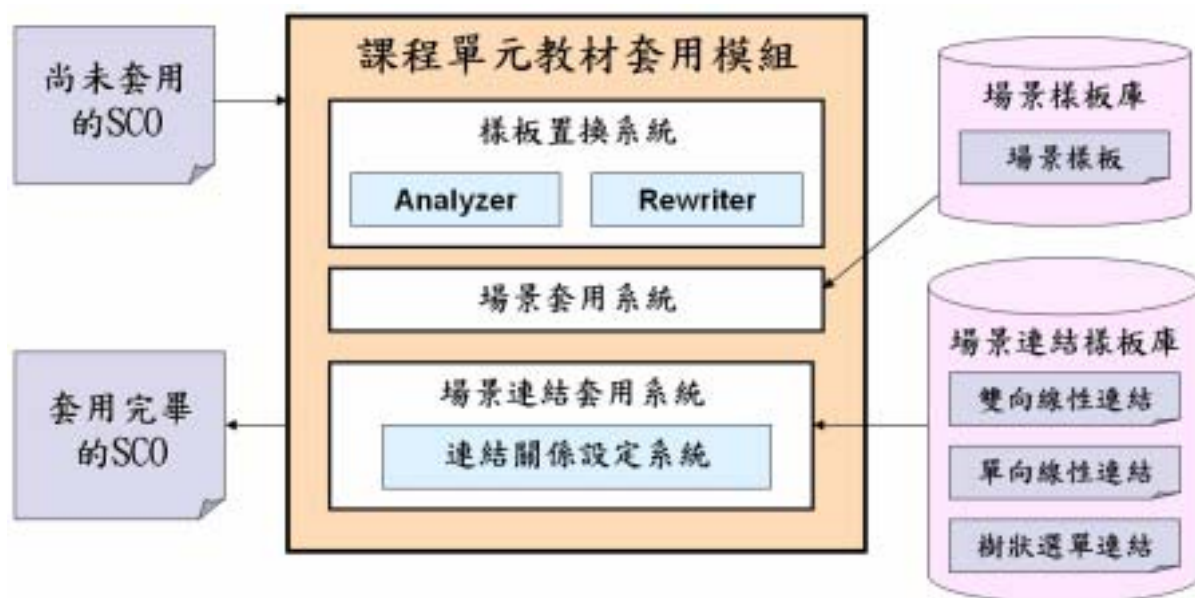 尚未套用
的SCO
課程單元教材套用模組
樣板置換系統
Analyzer
Rewriter
場景套用系統
場景連結套用系統
連結關係設定系統
套用完畢
的SCO
場景樣板庫
場景樣板
場景連結樣板庫
雙向線性連結
單向線性連結
樹狀選單連結